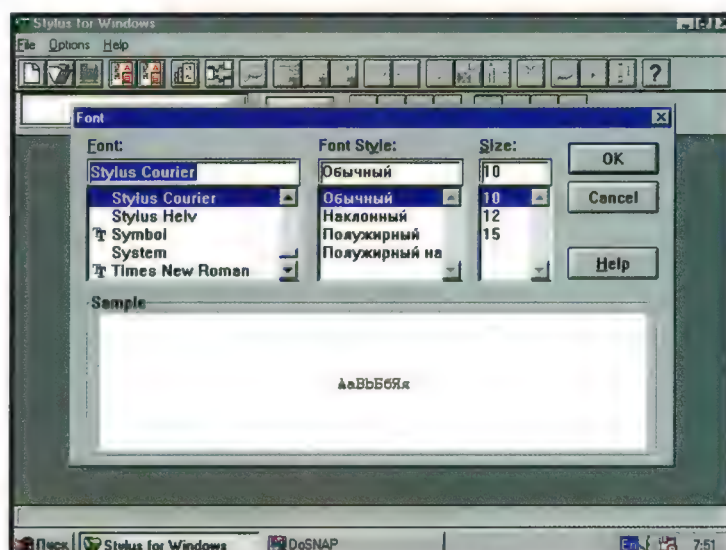 Stylus for Windows
File Options Help
?
Font
Font: Font Style: Size:
Stylus Courier Обычный 10 OK
Stylus Courier Обычный 10 Cancel
Stylus Helv Наклонный 12
Symbol Полужирный 15
System Полужирный на Help
Times New Roman
Sample
AaBbБбЯя
Пуск Stylus for Windows DoSNAP En 7:51